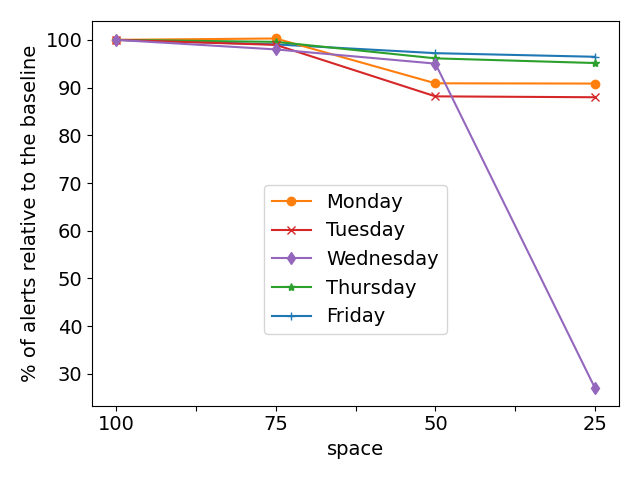 % of alerts relative to the baseline
100
90
80
70
60
50
40
30
Monday
Tuesday
Wednesday
Thursday
Friday
100 75 50 25
space